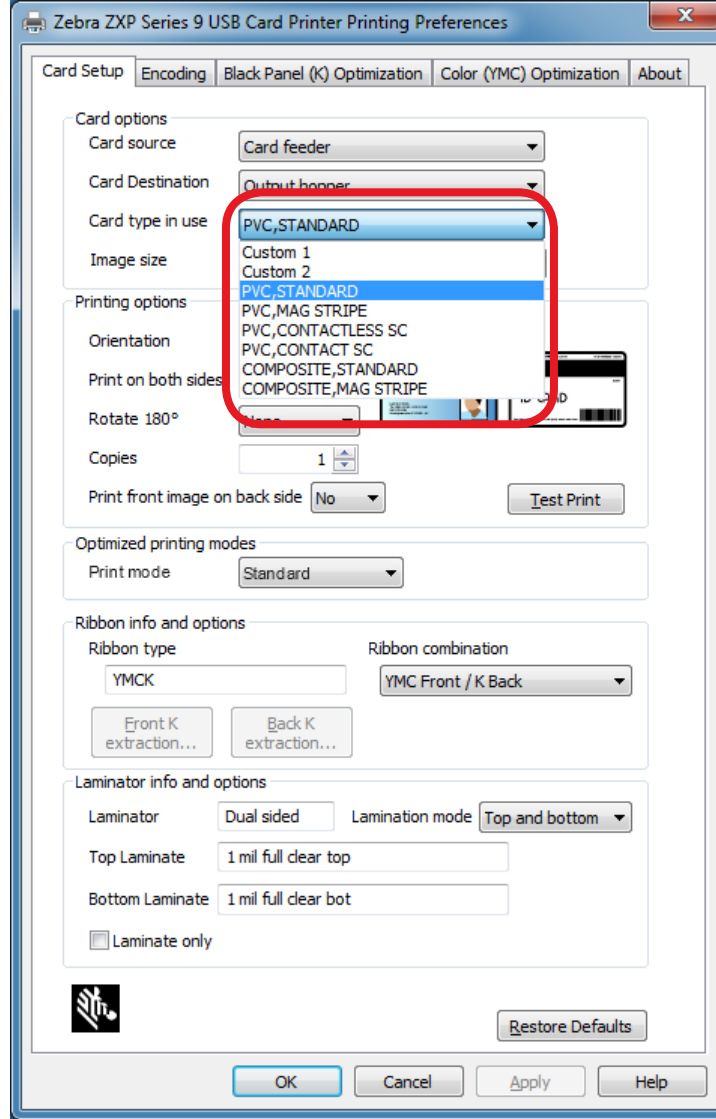 Zebra ZXP Series 9 USB Card Printer Printing Preferences
Card Setup Encoding Black Panel (K) Optimization Color (YMC) Optimization About
Card options
Card source Card feeder
Card Destination Output hopper
Card type in use PVC,STANDARD
Custom 1
Image size
Custom 2
PVC,STANDARD
Printing options
PVC,MAG STRIPE
PVC,CONTACTLESS SC
Orientation
PVC,CONTACT SC
COMPOSITE,STANDARD
Print on both sides
COMPOSITE,MAG STRIPE
ID CARD
Rotate 180° None
Copies 1
Print front image on back side No Test Print
Optimized printing modes
Print mode Standard
Ribbon info and options
Ribbon type Ribbon combination
YMCK YMC Front / K Back
Front K extraction... Back K extraction...
Laminator info and options
Laminator Dual sided Lamination mode Top and bottom
Top Laminate 1 mil full clear top
Bottom Laminate 1 mil full clear bot
Laminate only
Restore Defaults
OK Cancel Apply Help